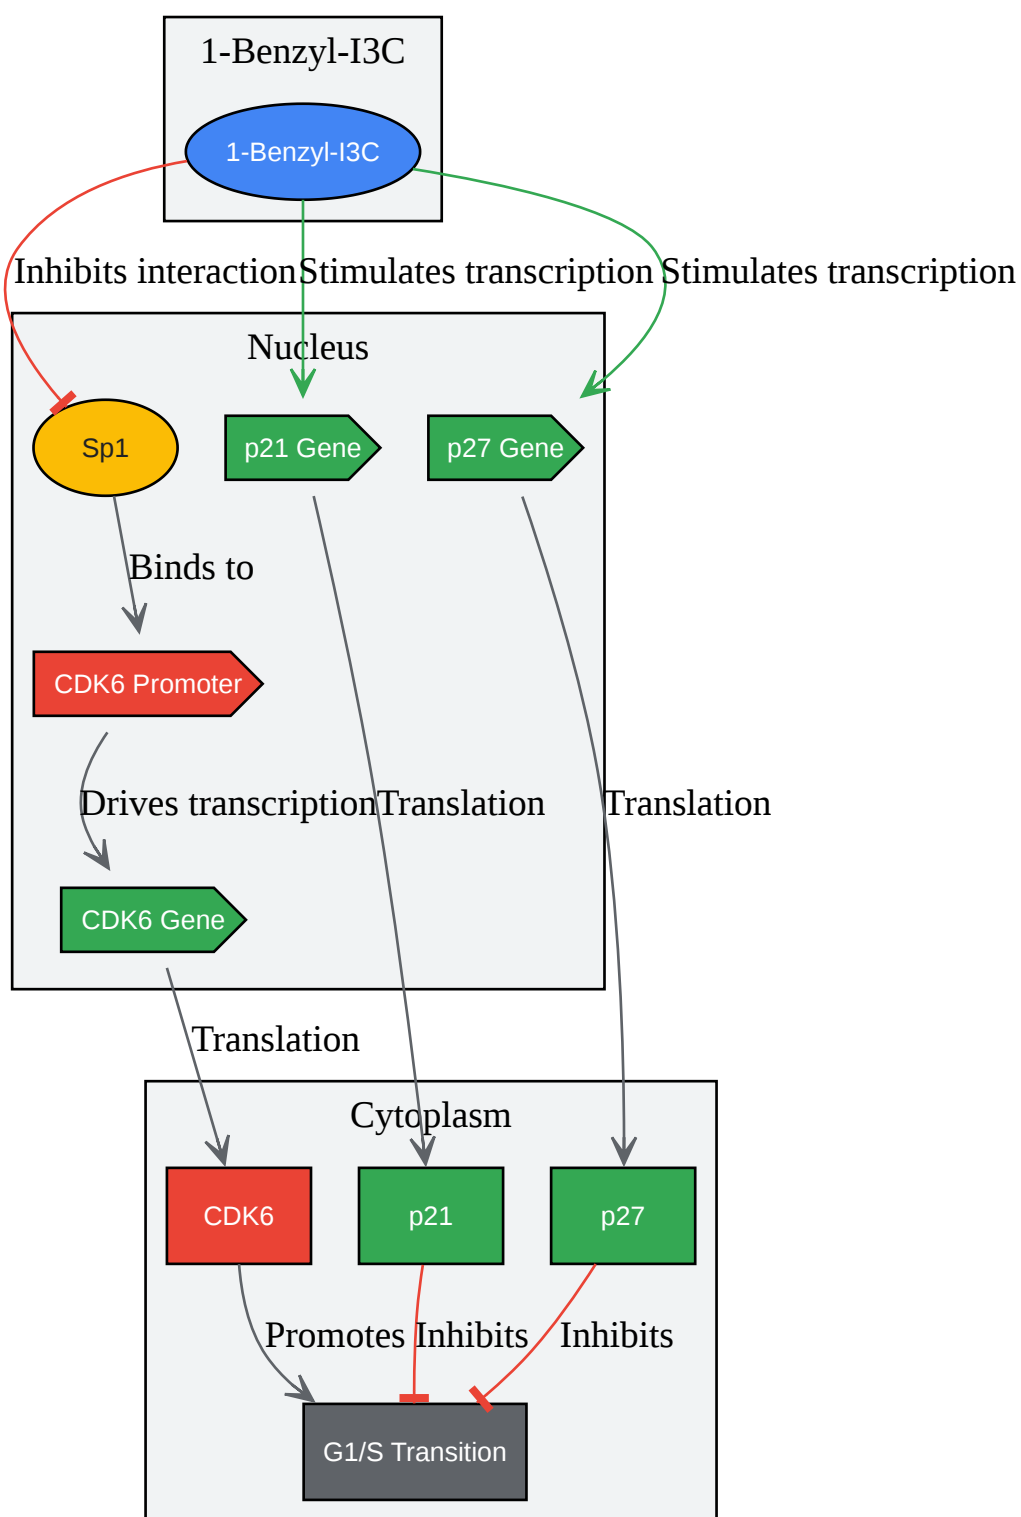 1-Benzyl-I3C
1-Benzyl-I3C
Inhibits interaction
Stimulates transcription
Stimulates transcription
Nucleus
Sp1
p21 Gene
p27 Gene
Binds to
CDK6 Promoter
Drives transcription
Translation
Translation
CDK6 Gene
Translation
Cytoplasm
CDK6
p21
p27
Promotes
Inhibits
Inhibits
G1/S Transition